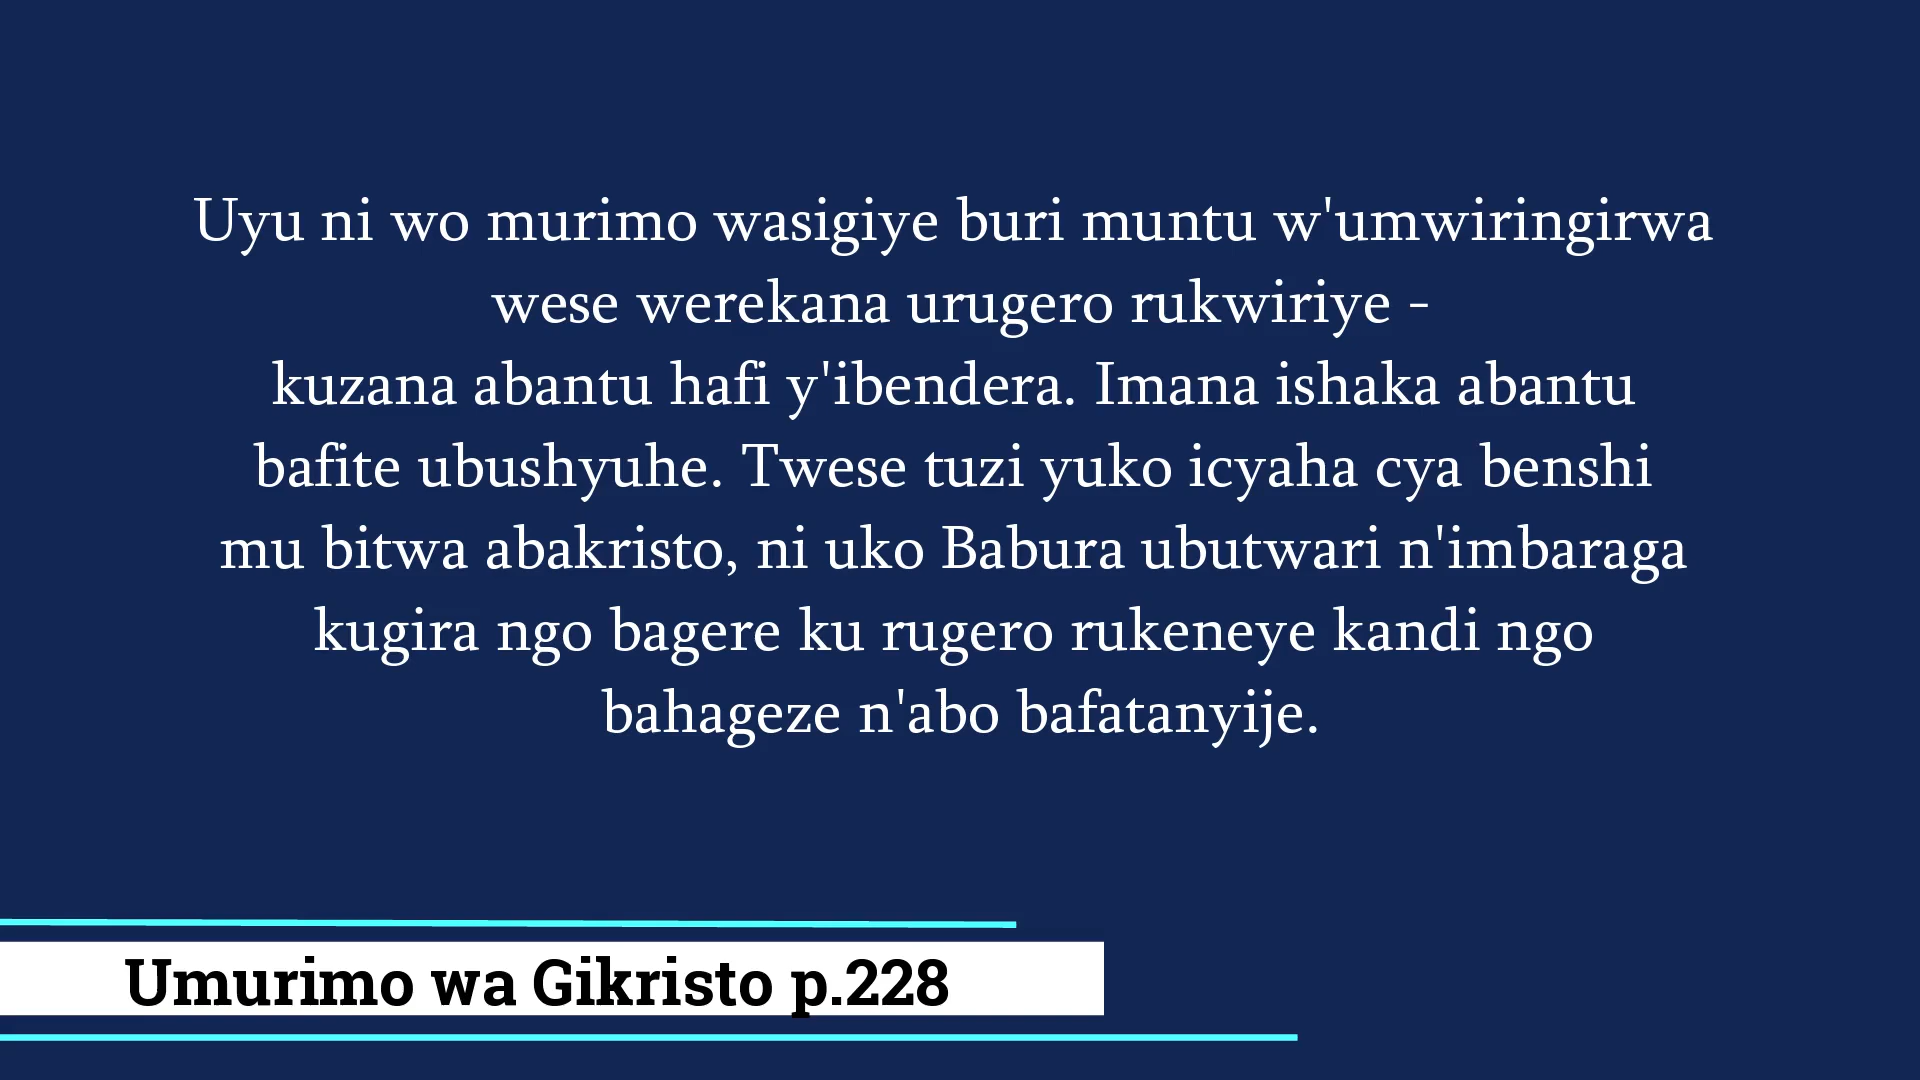 Uyu ni wo murimo wasigiye buri muntu w'umwiringirwa
wese werekana urugero rukwiriye -
kuzana abantu hafi y'ibendera. Imana ishaka abantu
bafite ubushyuhe. Twese tuzi yuko icyaha cya benshi
mu bitwa abakristo, ni uko Babura ubutwari n'imbaraga
kugira ngo bagere ku rugero rukeneye kandi ngo
bahageze n'abo bafatanyije.
Umurimo wa Gikristo p.228